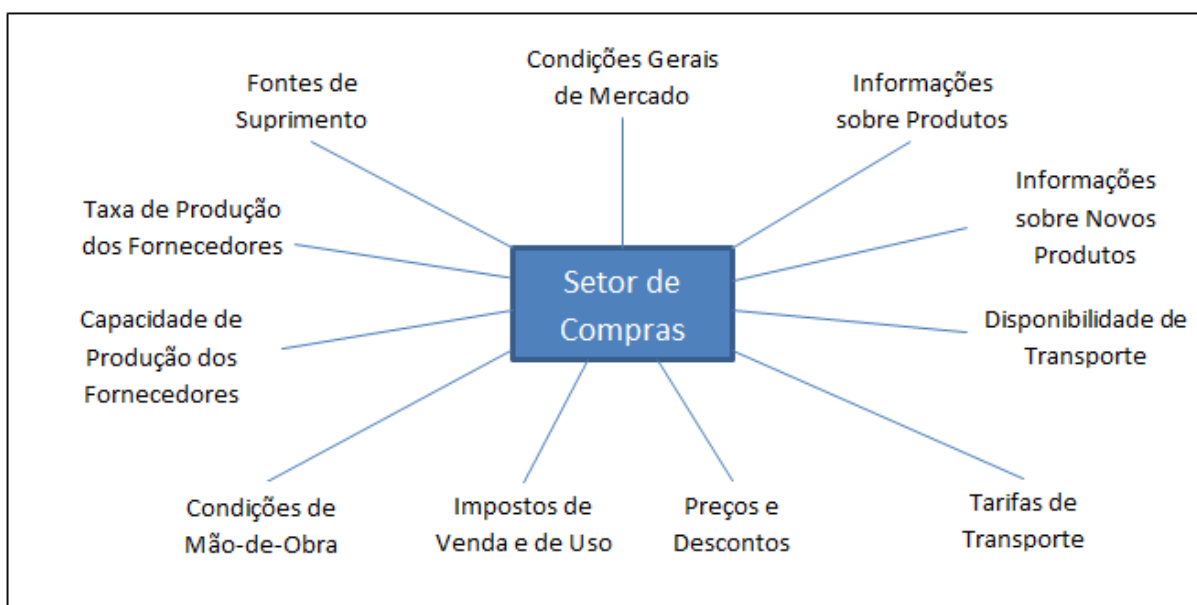 Fontes de
Suprimento
Condições Gerais
de Mercado
Informações
sobre Produtos
Taxa de Produção
dos Fornecedores
Informações
sobre Novos
Produtos
Setor de
Compras
Capacidade de
Produção dos
Fornecedores
Disponibilidade de
Transporte
Condições de
Mão-de-Obra
Impostos de
Venda e de Uso
Preços e
Descontos
Tarifas de
Transporte